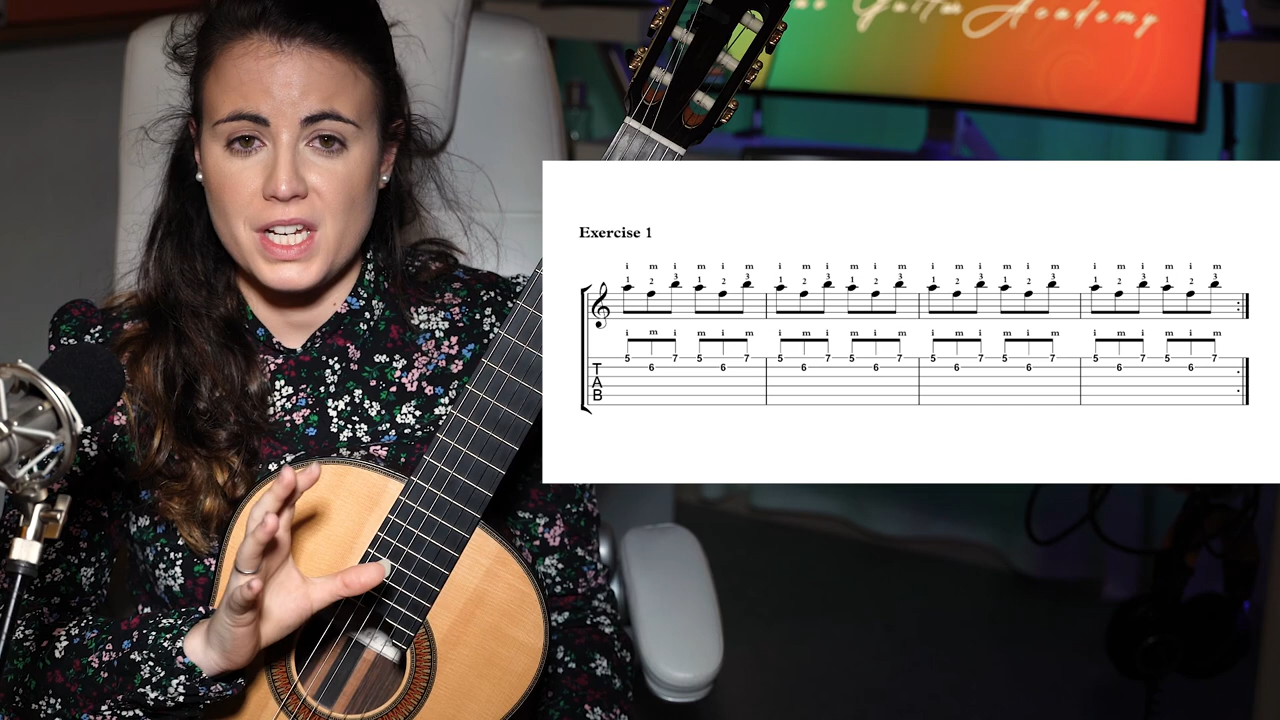 Guitar Academy
Exercise 1
i m i m i m i m i m i m i m i m i m i m i m i m
1 2 3 1 2 3 1 2 3 1 2 3 1 2 3 1 2 3 1 2 3 1 2 3
i m i m i m i m i m i m i m i m i m i m i m i m
5 7 5 7 5 7 5 7 5 7 5 7 5 7 5 7
T 6 6 6 6 6 6 6 6
A
B